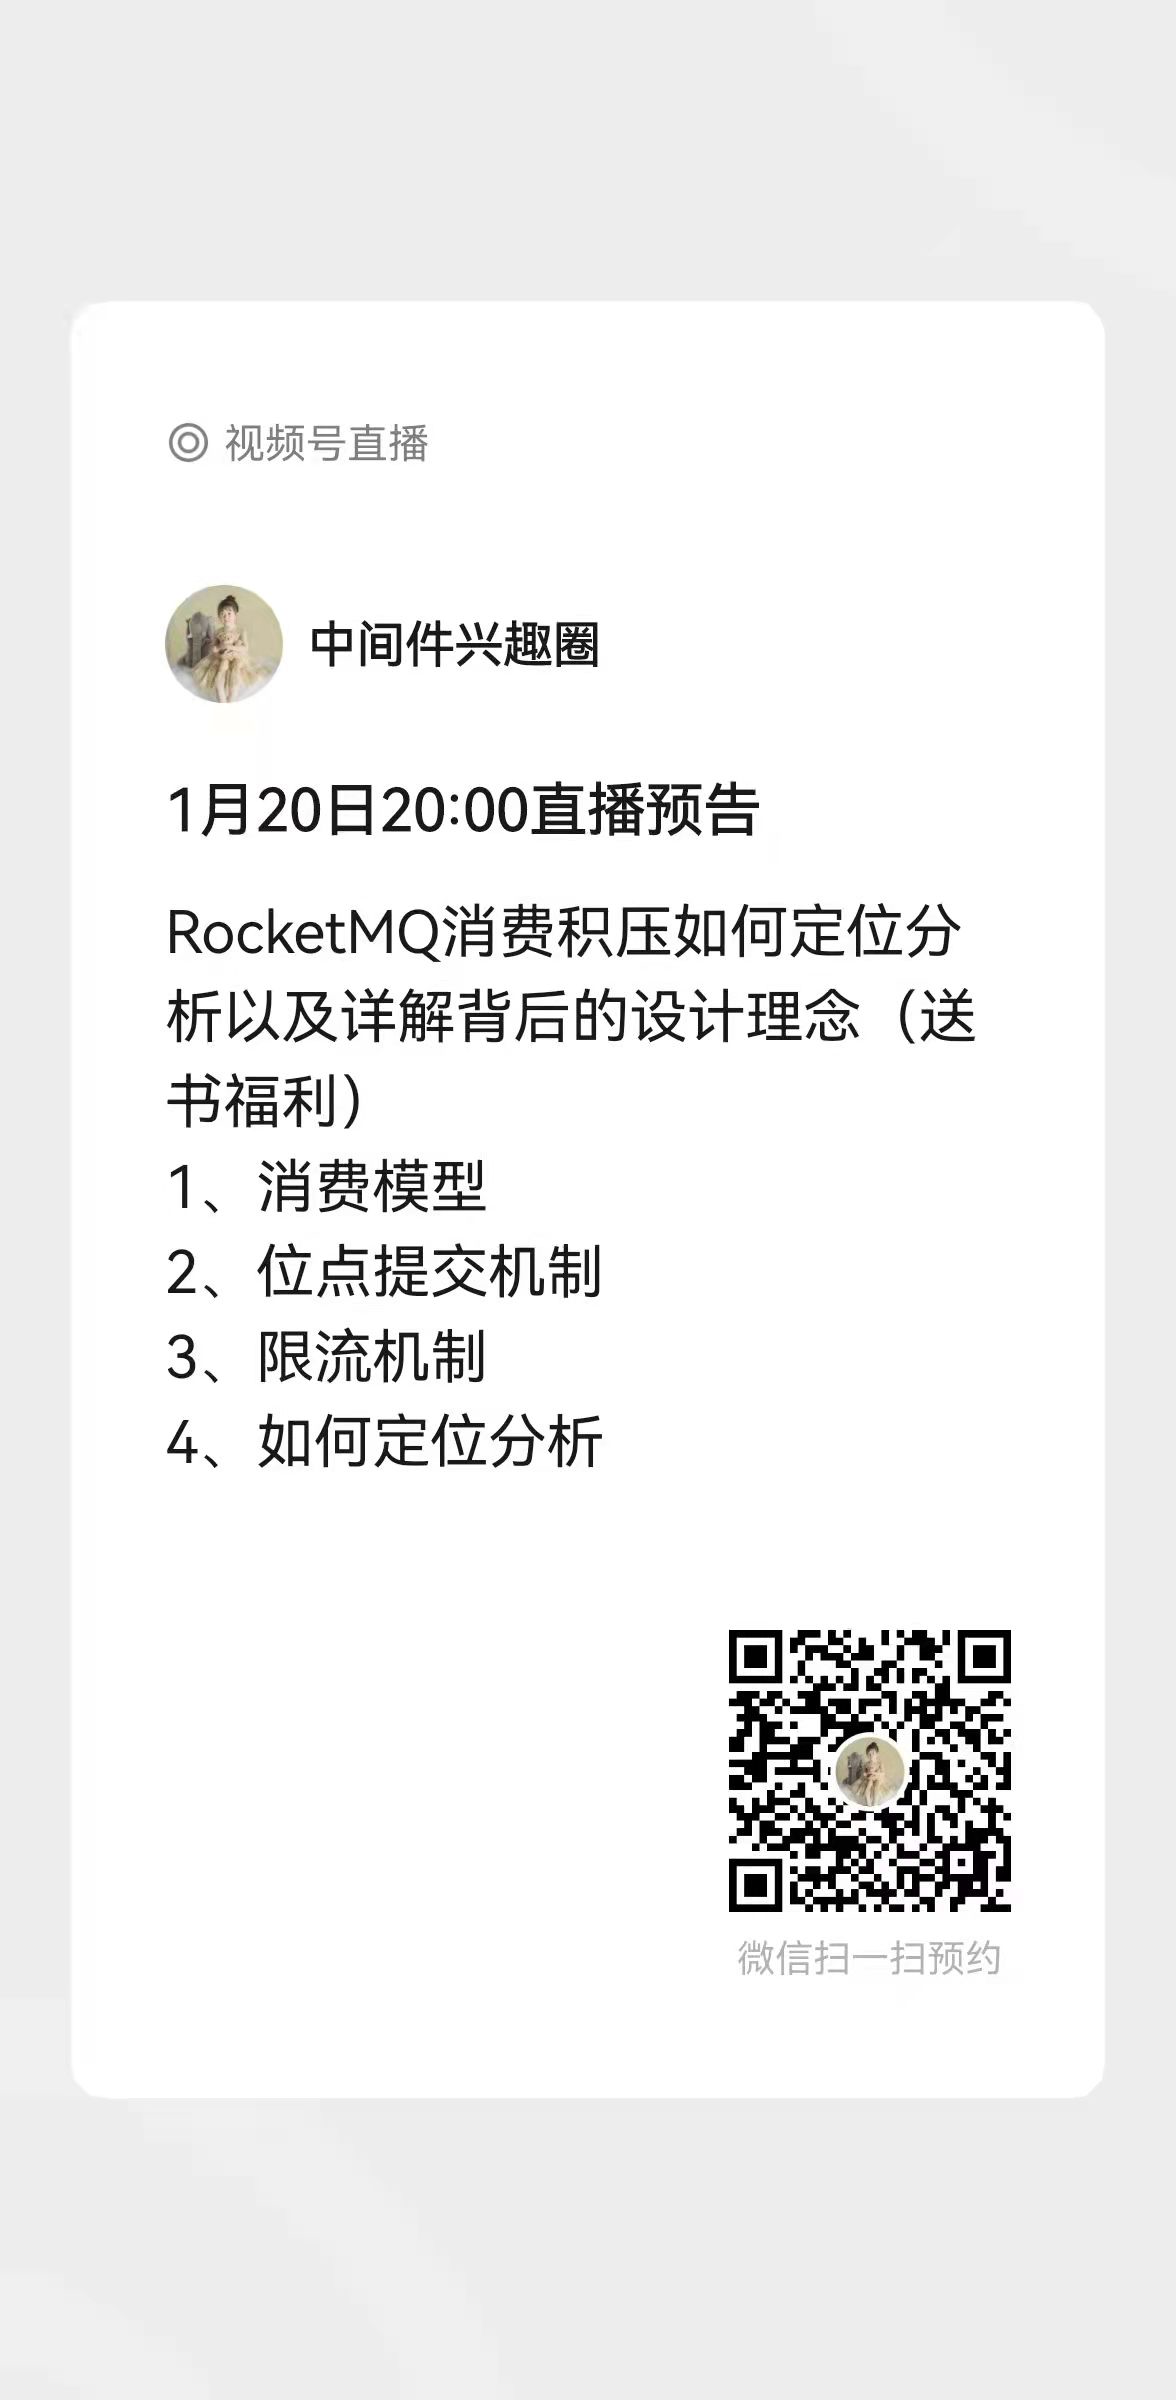 视频号直播
中间件兴趣圈
1月20日20:00直播预告
RocketMQ消费积压如何定位分
析以及详解背后的设计理念（送
书福利）
1、消费模型
2、位点提交机制
3、限流机制
4、如何定位分析
微信扫一扫预约